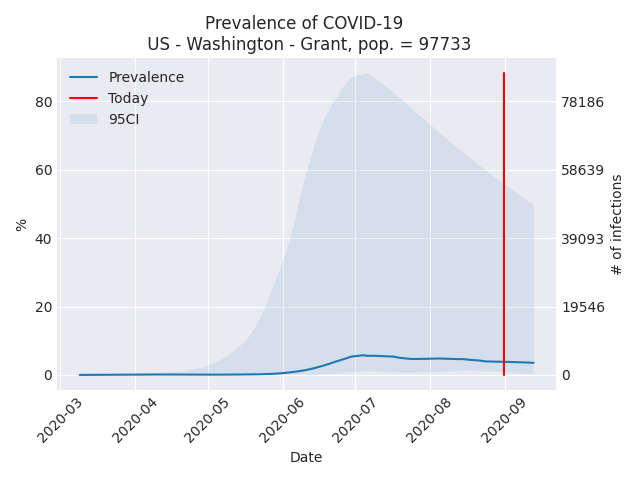 Prevalence of COVID-19
US - Washington - Grant, pop. = 97733
Prevalence
Today
95CI
80
60
40
20
0
%
78186
58639
39093
19546
0
# of infections
2020-03
2020-04
2020-05
2020-06
2020-07
2020-08
2020-09
Date